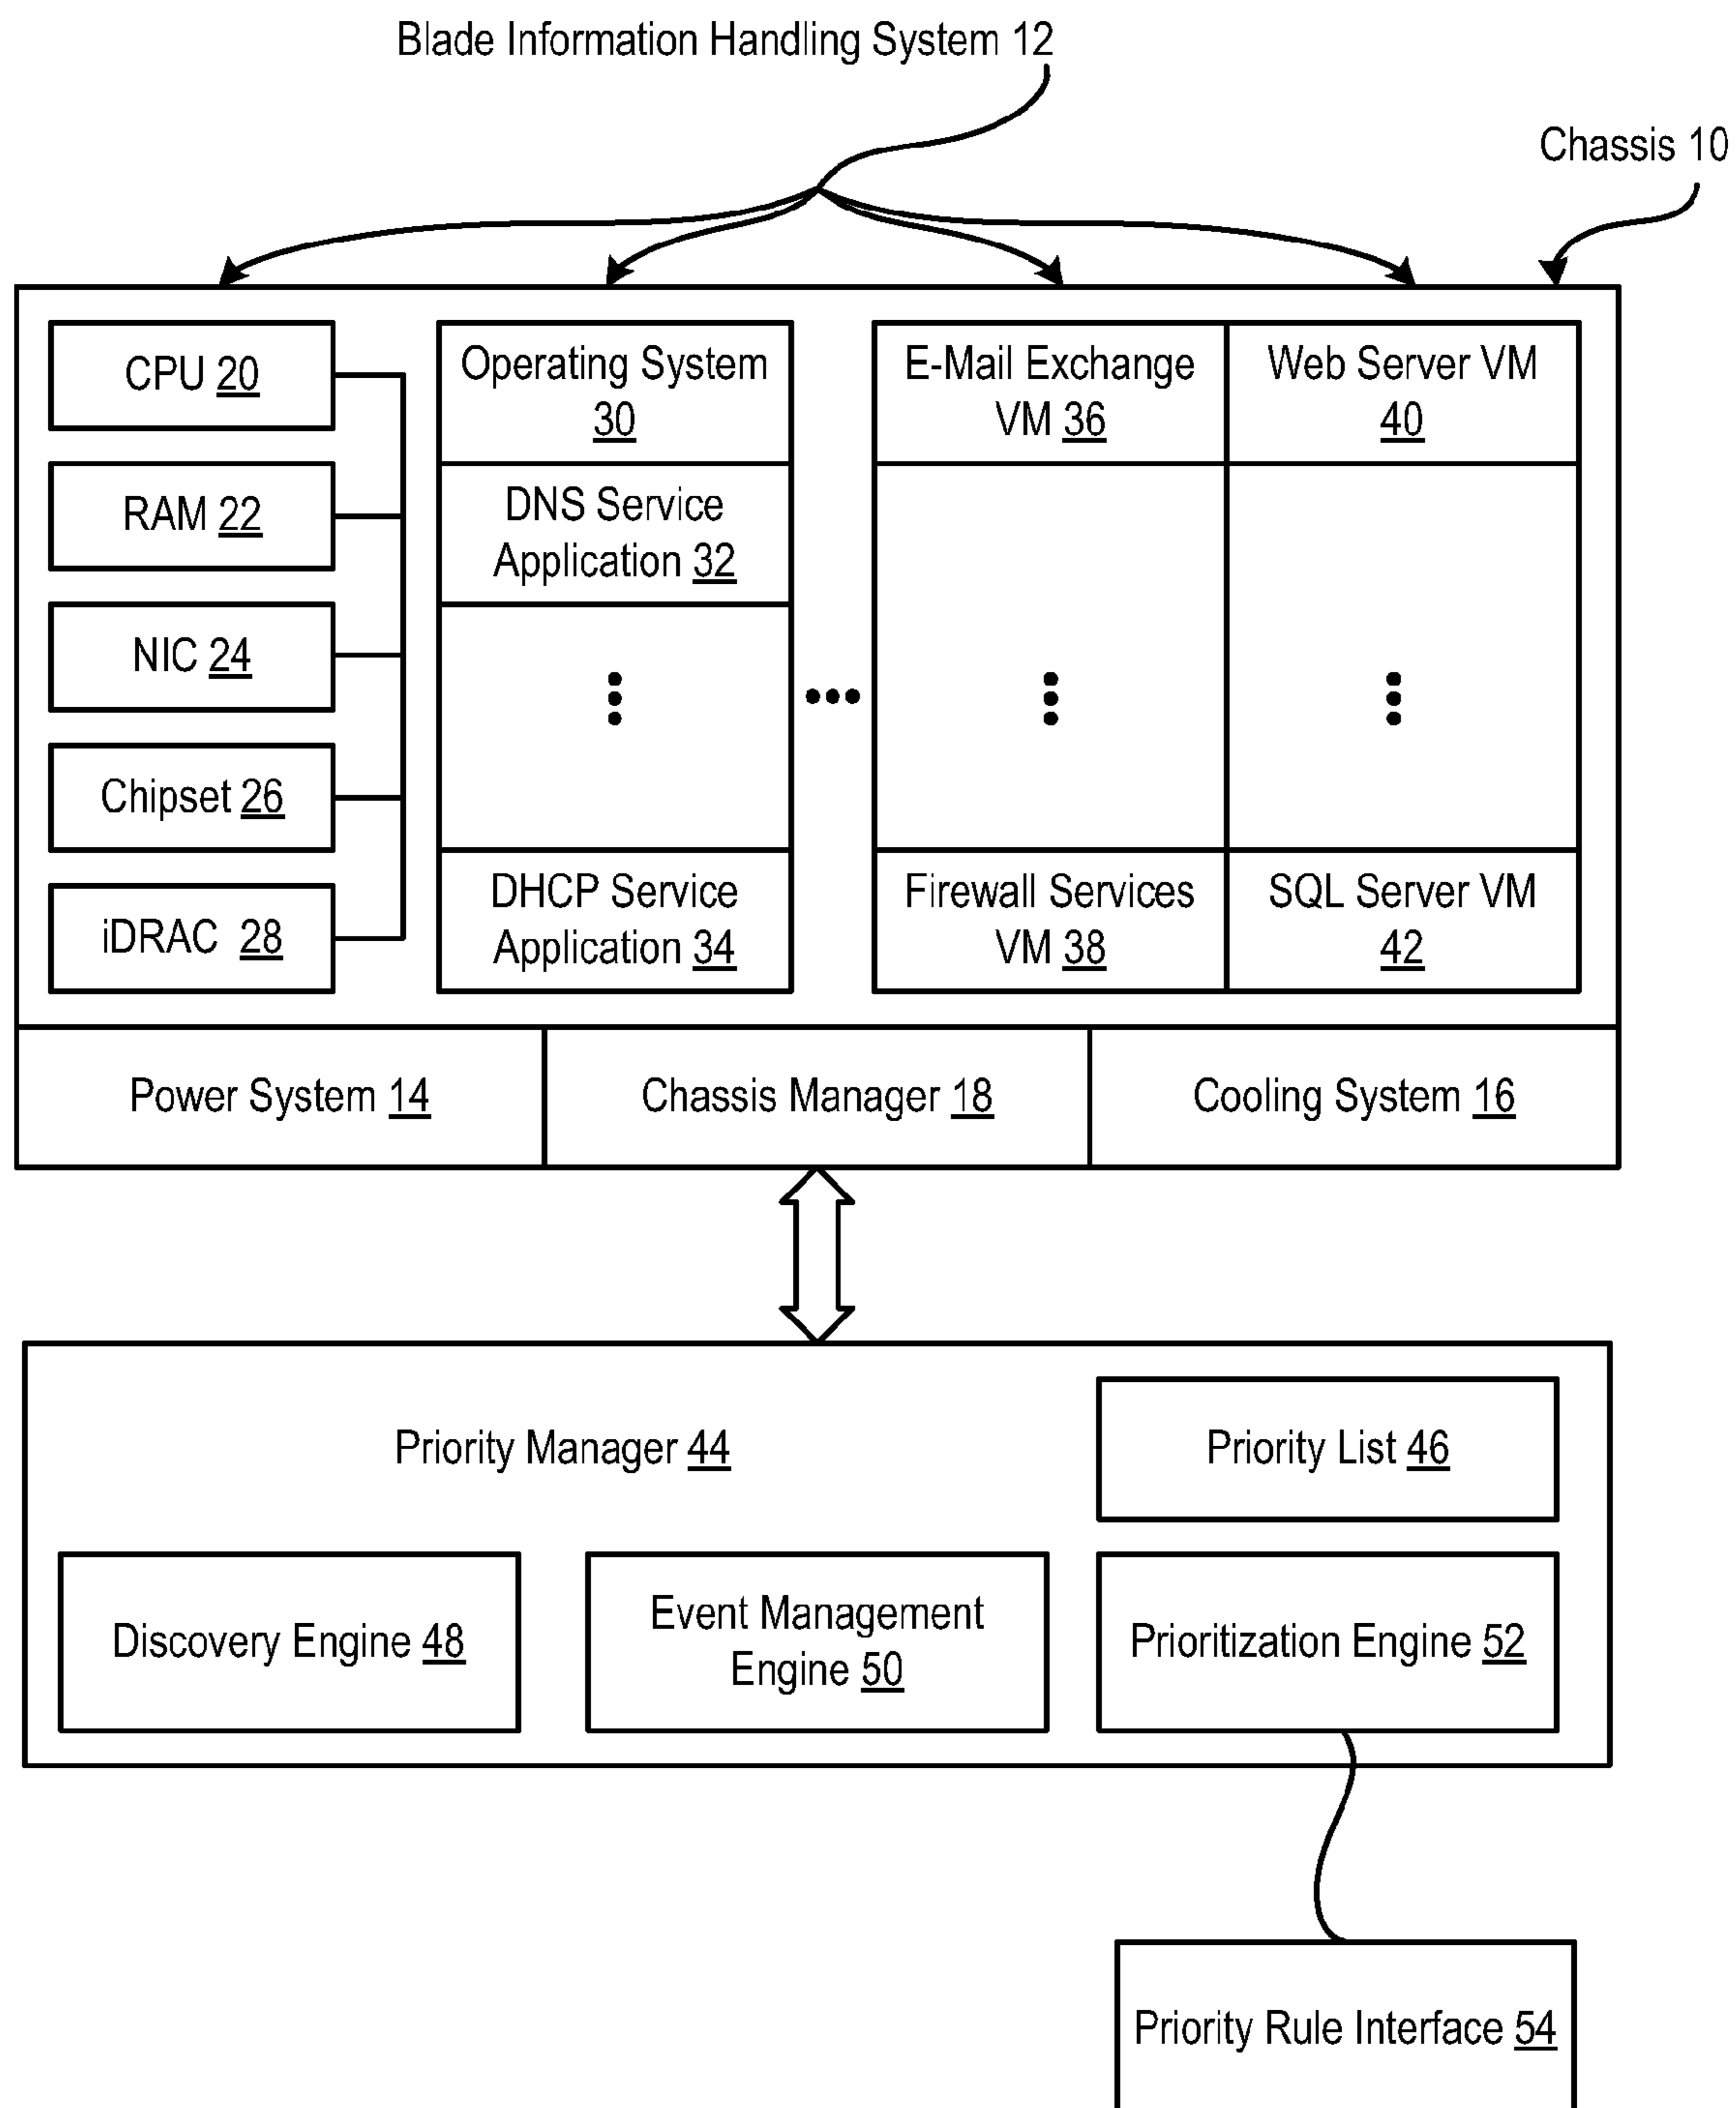 Blade Information Handling System 12
Chassis 10
CPU 20
RAM 22
NIC 24
Chipset 26
iDRAC 28
Operating System
30
DNS Service
Application 32
DHCP Service
Application 34
E-Mail Exchange
VM 36
Firewall Services
VM 38
Web Server VM
40
SQL Server VM
42
Power System 14
Chassis Manager 18
Cooling System 16
Priority Manager 44
Priority List 46
Discovery Engine 48
Event Management
Engine 50
Prioritization Engine 52
Priority Rule Interface 54